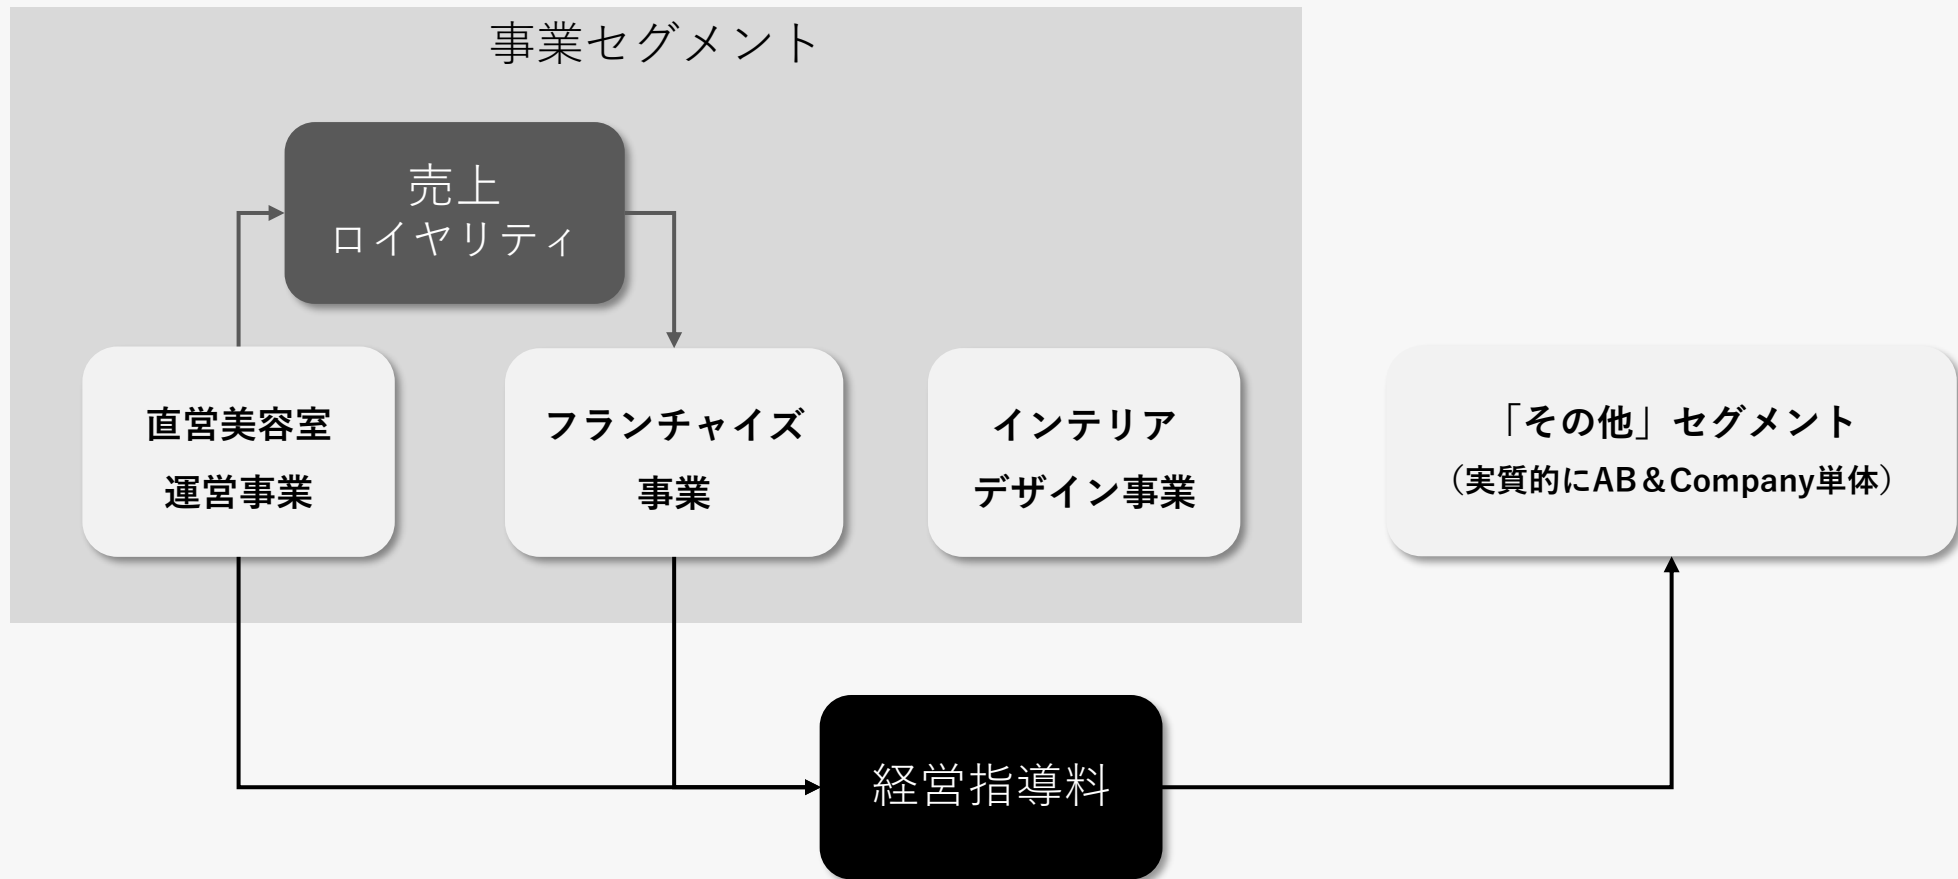 事業セグメント
売上
ロイヤリティ
直営美容室
運営事業
フランチャイズ
事業
インテリア
デザイン事業
「その他」セグメント
（実質的にAB＆Company単体）
経営指導料